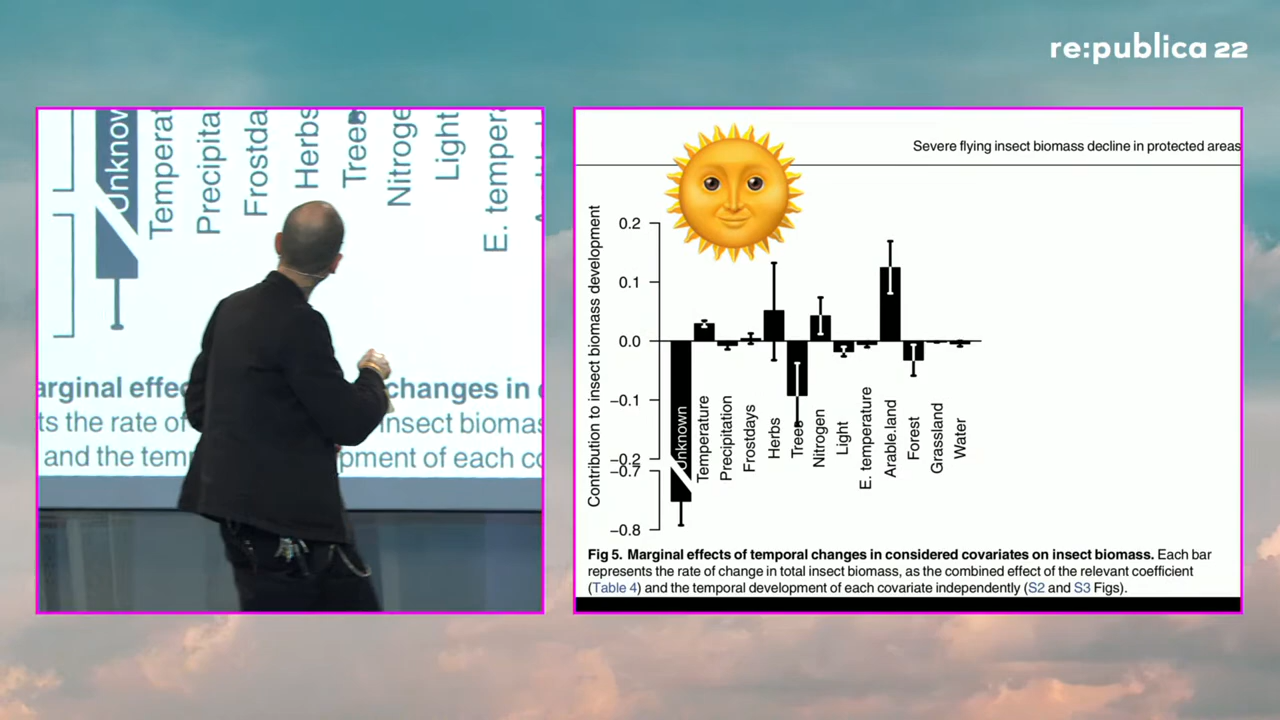 re:publica 22
Unknow
Temperat
Precipita
Frostda
Herbs
Trees
Nitroge
Light
E. tempera
arginal effec
changes in
ts the rate of
insect biomas
and the tem
pment of each co
Severe flying insect biomass decline in protected areas
Contribution to insect biomass development
0.2
0.1
0.0
−0.1
−0.2
−0.7
−0.8
Unknown
Temperature
Precipitation
Frostdays
Herbs
Trees
Nitrogen
Light
E. temperature
Arable.land
Forest
Grassland
Water
Fig 5. Marginal effects of temporal changes in considered covariates on insect biomass. Each bar
represents the rate of change in total insect biomass, as the combined effect of the relevant coefficient
(Table 4) and the temporal development of each covariate independently (S2 and S3 Figs).